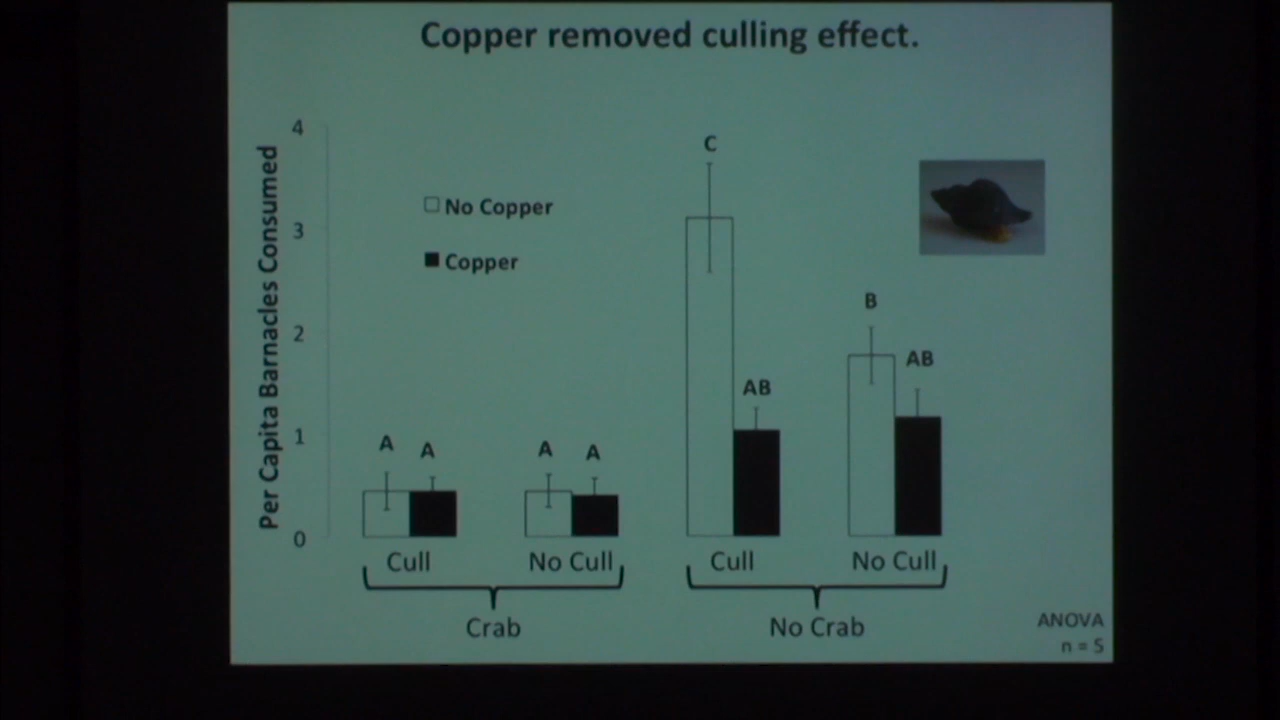 Copper removed culling effect.
Per Capita Barnacles Consumed
4
3
2
1
0
No Copper
Copper
A
A
A
A
C
AB
B
AB
Cull
No Cull
Cull
No Cull
Crab
No Crab
ANOVA
n = 5